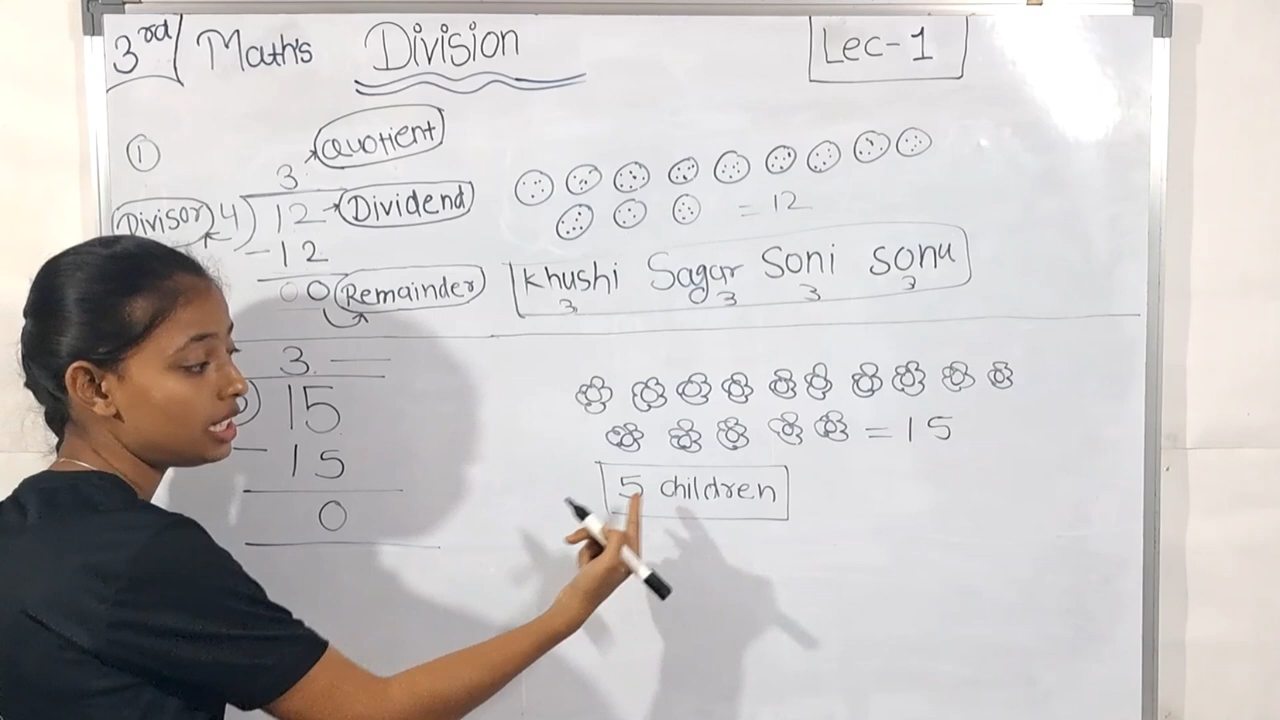 3rd Maths Division
Lec-1
1
Quotient
3
Divisor 4) 12 Dividend
-12
00 Remainder
= 12
Khushi Sagar Soni sonu
3 3 3 3
3
) 15
- 15
0
= 15
5 children